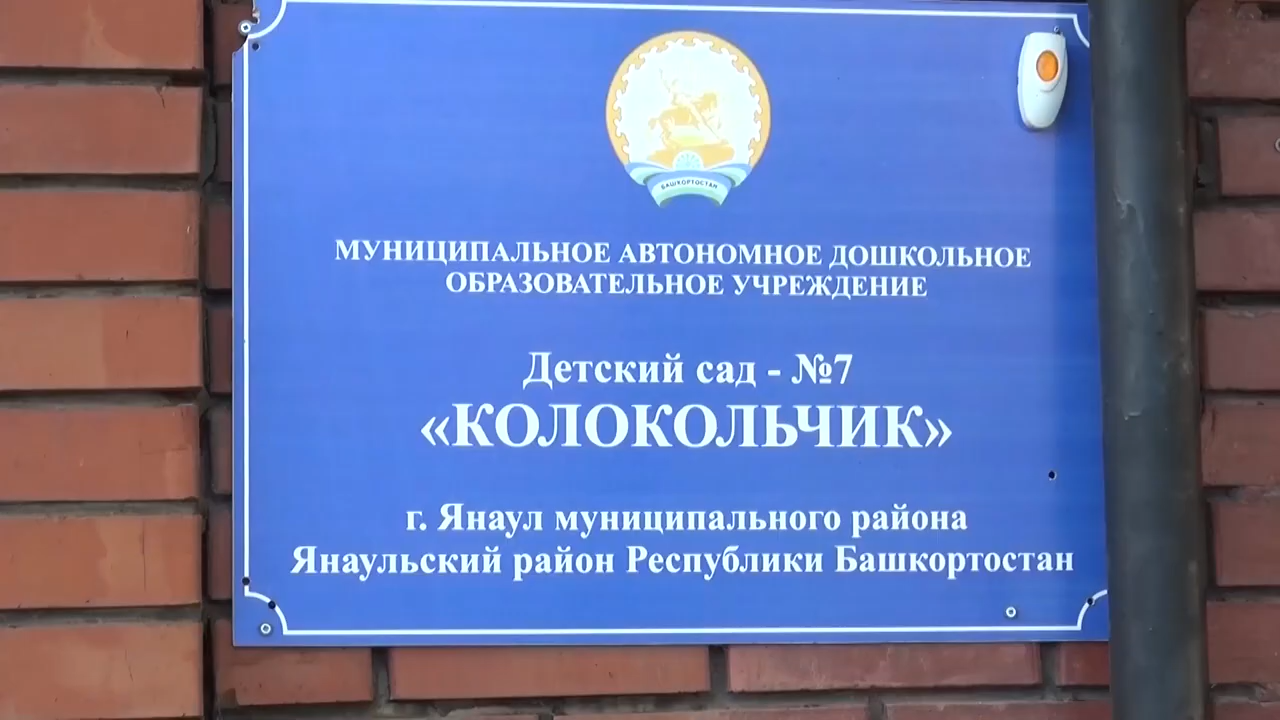 БАШКОРТОСТАН
МУНИЦИПАЛЬНОЕ АВТОНОМНОЕ ДОШКОЛЬНОЕ
ОБРАЗОВАТЕЛЬНОЕ УЧРЕЖДЕНИЕ
Детский сад - №7
«КОЛОКОЛЬЧИК»
г. Янаул муниципального района
Янаульский район Республики Башкортостан